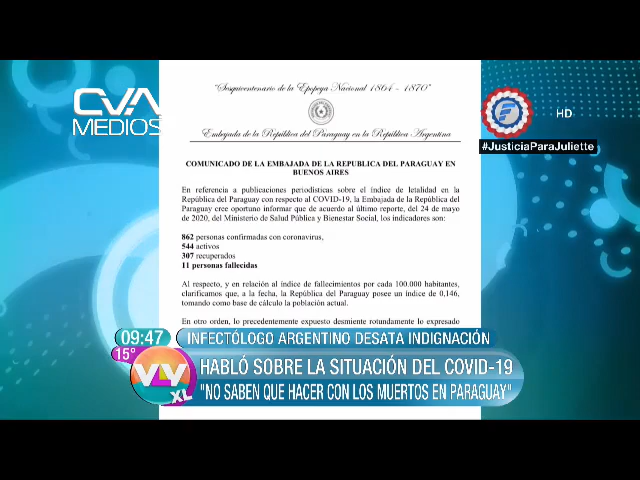 CVA
MEDIOS
"Sesquicentenario de la Epopeya Nacional 1864 - 1870"
Embajada de la República del Paraguay en la República Argentina
COMUNICADO DE LA EMBAJADA DE LA REPUBLICA DEL PARAGUAY EN
BUENOS AIRES
En referencia a publicaciones periodísticas sobre el índice de letalidad en la
República del Paraguay con respecto al COVID-19, la Embajada de la República del
Paraguay cree oportuno informar que de acuerdo al último reporte, del 24 de mayo
de 2020, del Ministerio de Salud Pública y Bienestar Social, los indicadores son:
862 personas confirmadas con coronavirus,
544 activos
307 recuperados
11 personas fallecidas
Al respecto, y en relación al índice de fallecimientos por cada 100.000 habitantes,
clarificamos que, a la fecha, la República del Paraguay posee un índice de 0,146,
tomando como base de cálculo la población actual.
En otro orden, lo precedentemente expuesto desmiente rotundamente lo expresado
HD
#JusticiaParaJuliette
09:47
15°
VLV
XL
INFECTÓLOGO ARGENTINO DESATA INDIGNACIÓN
HABLÓ SOBRE LA SITUACIÓN DEL COVID-19
"NO SABEN QUE HACER CON LOS MUERTOS EN PARAGUAY"